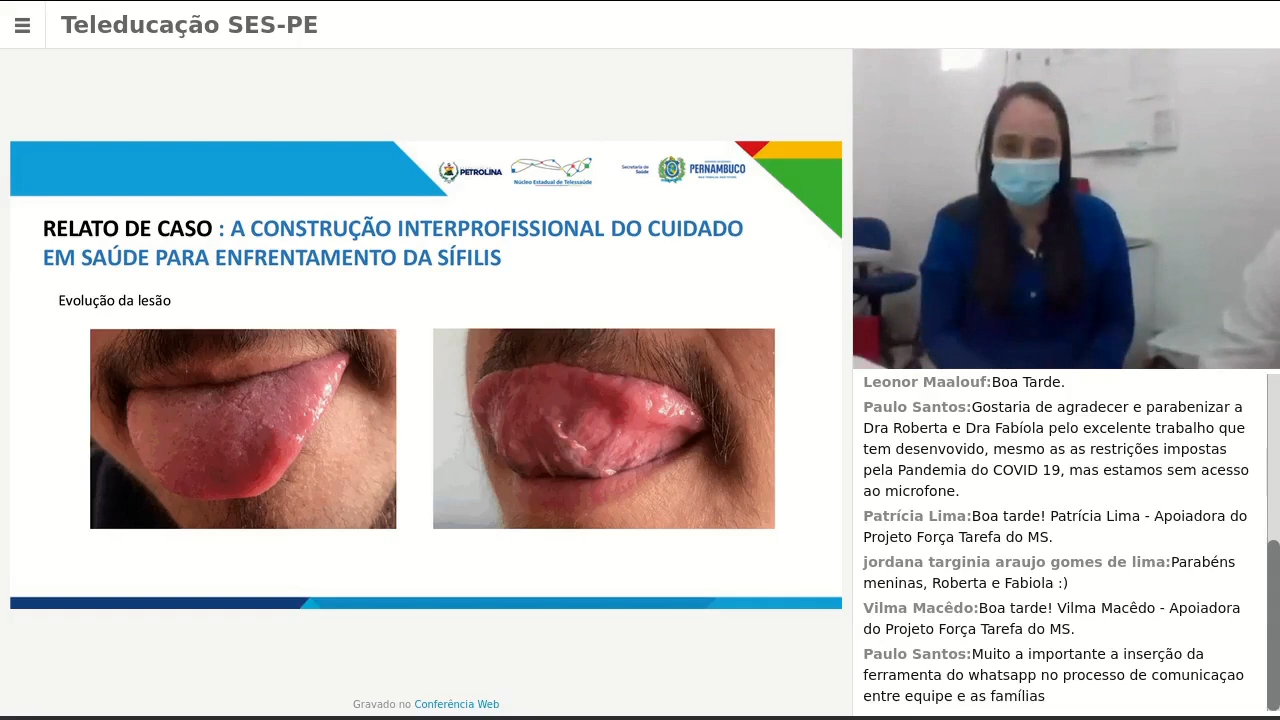 Teleducação SES-PE
PETROLINA
Núcleo Estadual de Telessaúde
Secretaria de
Saúde
PERNAMBUCO
RELATO DE CASO : A CONSTRUÇÃO INTERPROFISSIONAL DO CUIDADO
EM SAÚDE PARA ENFRENTAMENTO DA SÍFILIS
Evolução da lesão
Leonor Maalouf:Boa Tarde.
Paulo Santos:Gostaria de agradecer e parabenizar a
Dra Roberta e Dra Fabíola pelo excelente trabalho que
tem desenvovido, mesmo as as restrições impostas
pela Pandemia do COVID 19, mas estamos sem acesso
ao microfone.
Patrícia Lima:Boa tarde! Patrícia Lima - Apoiadora do
Projeto Força Tarefa do MS.
jordana targinia araujo gomes de lima:Parabéns
meninas, Roberta e Fabiola :)
Vilma Macêdo:Boa tarde! Vilma Macêdo - Apoiadora
do Projeto Força Tarefa do MS.
Paulo Santos:Muito a importante a inserção da
ferramenta do whatsapp no processo de comunicaçao
entre equipe e as famílias
Gravado no Conferência Web